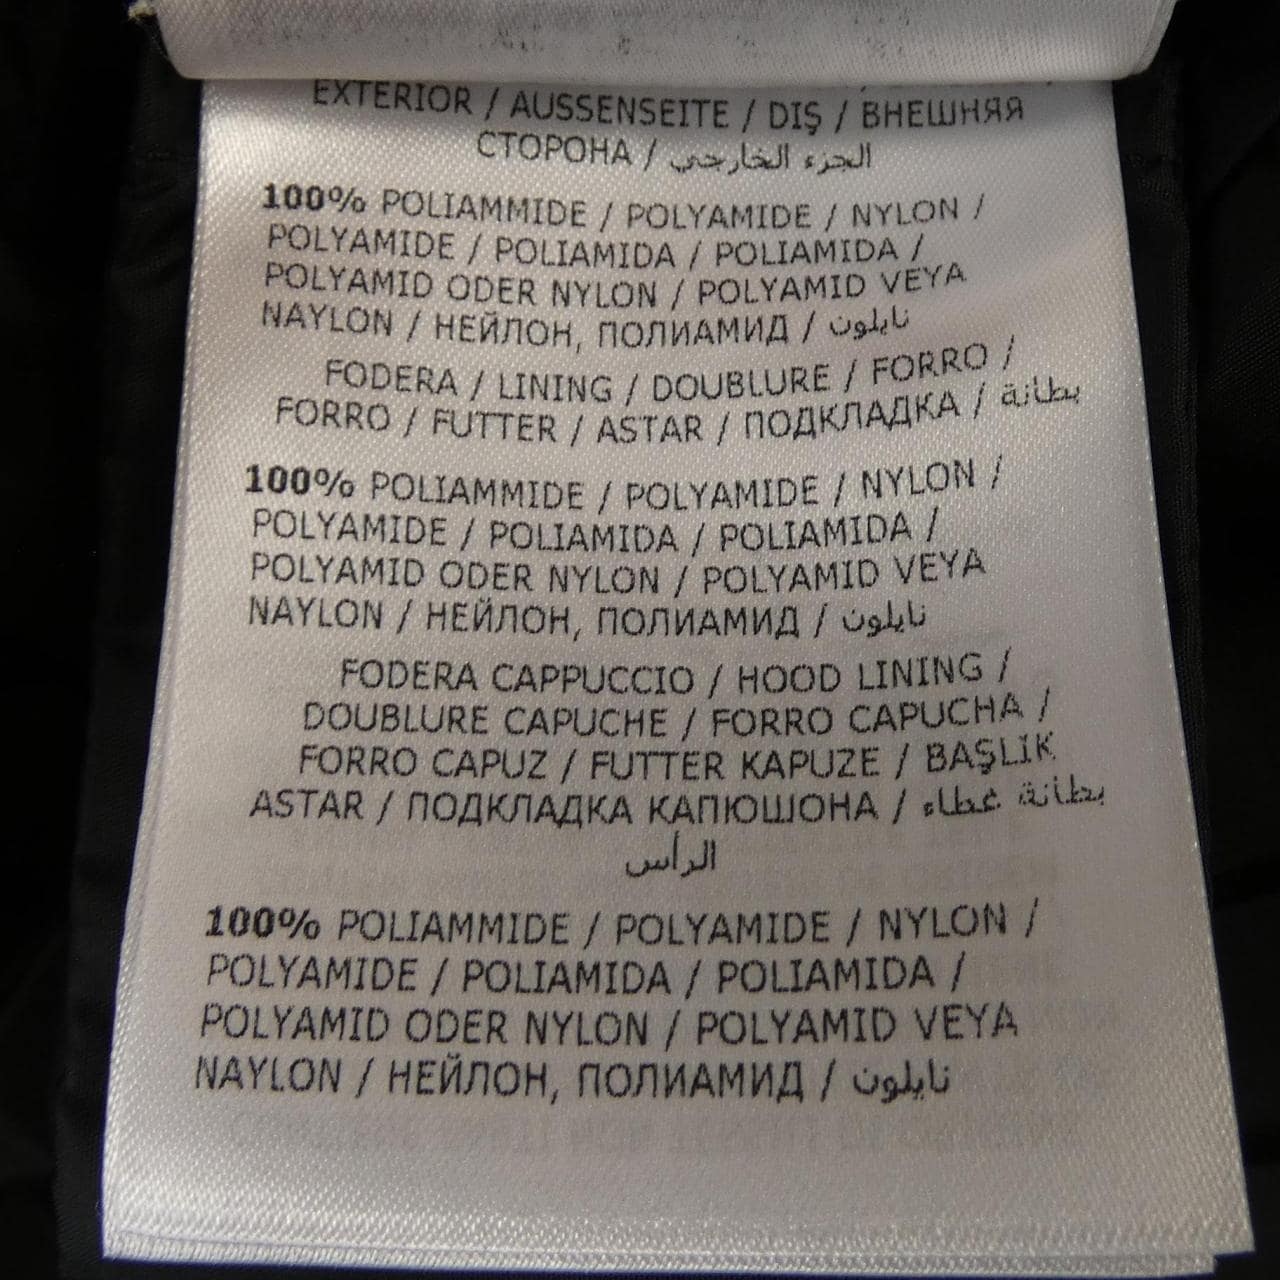 EXTERIOR / AUSSENSEITE / DIŞ / ВНЕШНЯЯ
СТОРОНА / الجزء الخارجي
100% POLIAMMIDE / POLYAMIDE / NYLON /
POLYAMIDE / POLIAMIDA / POLIAMIDA /
POLYAMID ODER NYLON / POLYAMID VEYA
NAYLON / НЕЙЛОН, ПОЛИАМИД / نايلون
FODERA / LINING / DOUBLURE / FORRO /
FORRO / FUTTER / ASTAR / ПОДКЛАДКА / بطانة
100% POLIAMMIDE / POLYAMIDE / NYLON /
POLYAMIDE / POLIAMIDA / POLIAMIDA /
POLYAMID ODER NYLON / POLYAMID VEYA
NAYLON / НЕЙЛОН, ПОЛИАМИД / نايلون
FODERA CAPPUCCIO / HOOD LINING /
DOUBLURE CAPUCHE / FORRO CAPUCHA /
FORRO CAPUZ / FUTTER KAPUZE / BAŞLIK
ASTAR / ПОДКЛАДКА КАПЮШОНА / بطانة غطاء
الرأس
100% POLIAMMIDE / POLYAMIDE / NYLON /
POLYAMIDE / POLIAMIDA / POLIAMIDA /
POLYAMID ODER NYLON / POLYAMID VEYA
NAYLON / НЕЙЛОН, ПОЛИАМИД / نايلون